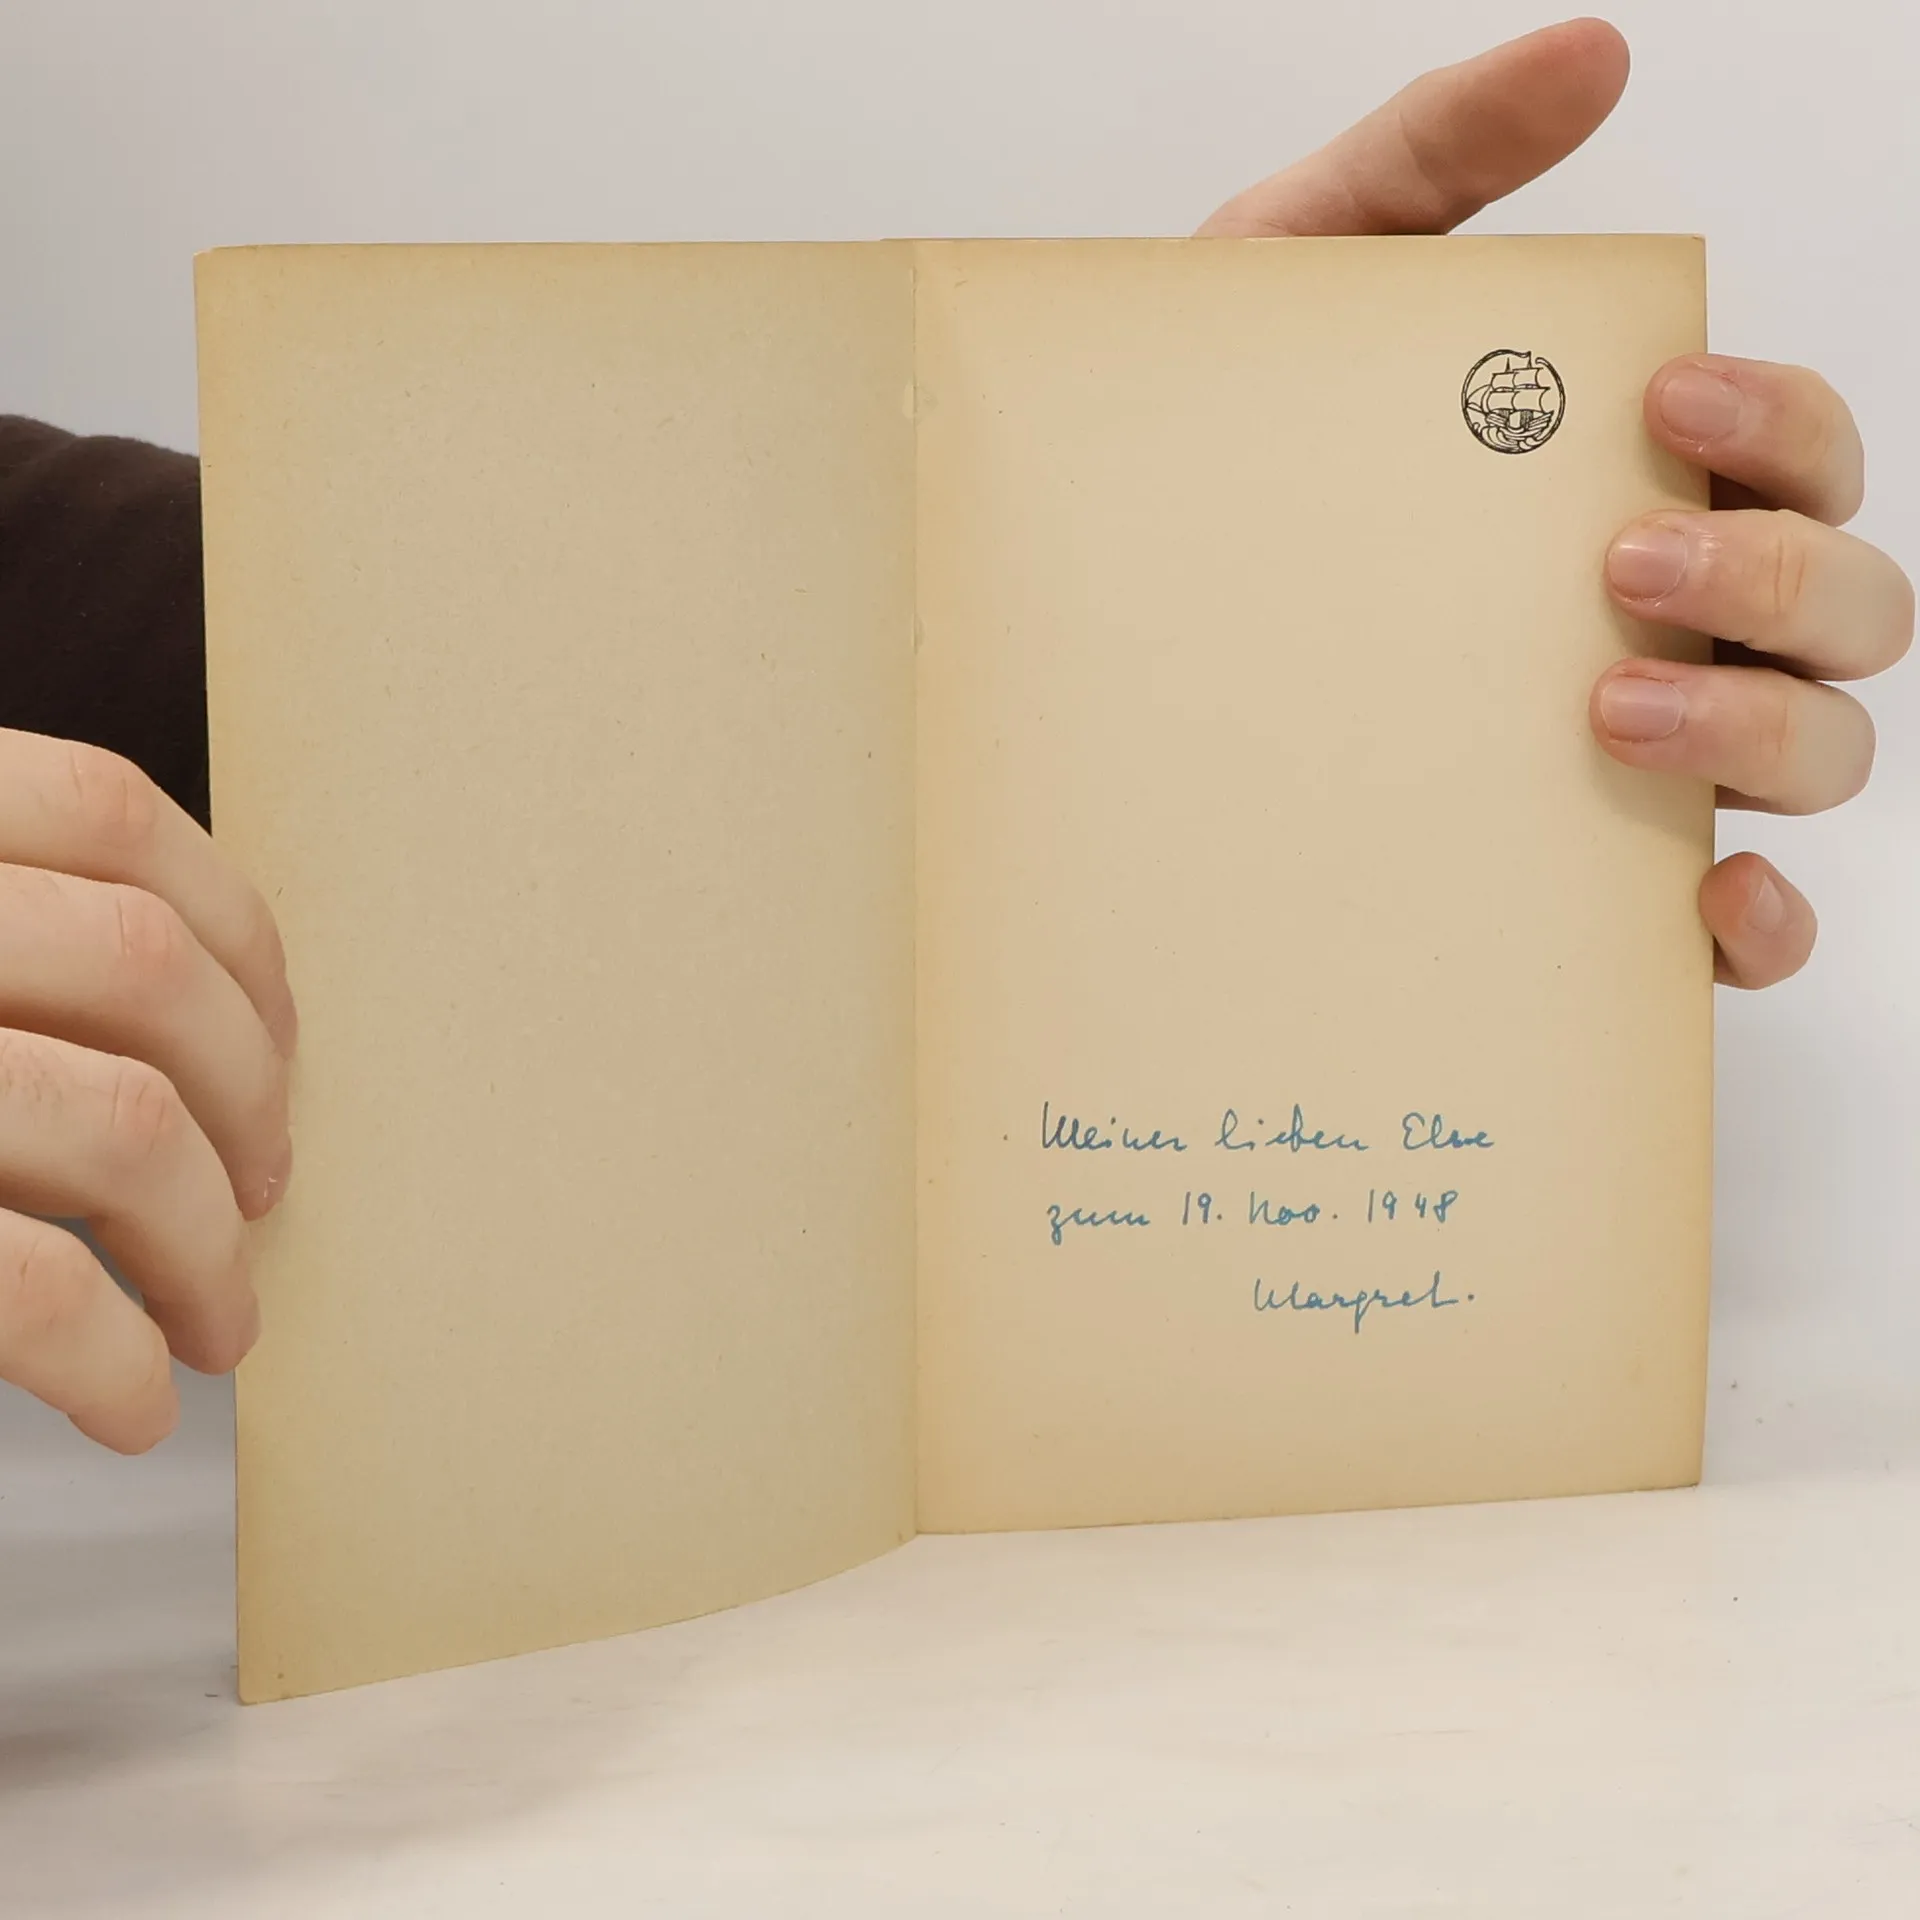 Meiner lieben Else
zum 19. Nov. 1948
Margret.